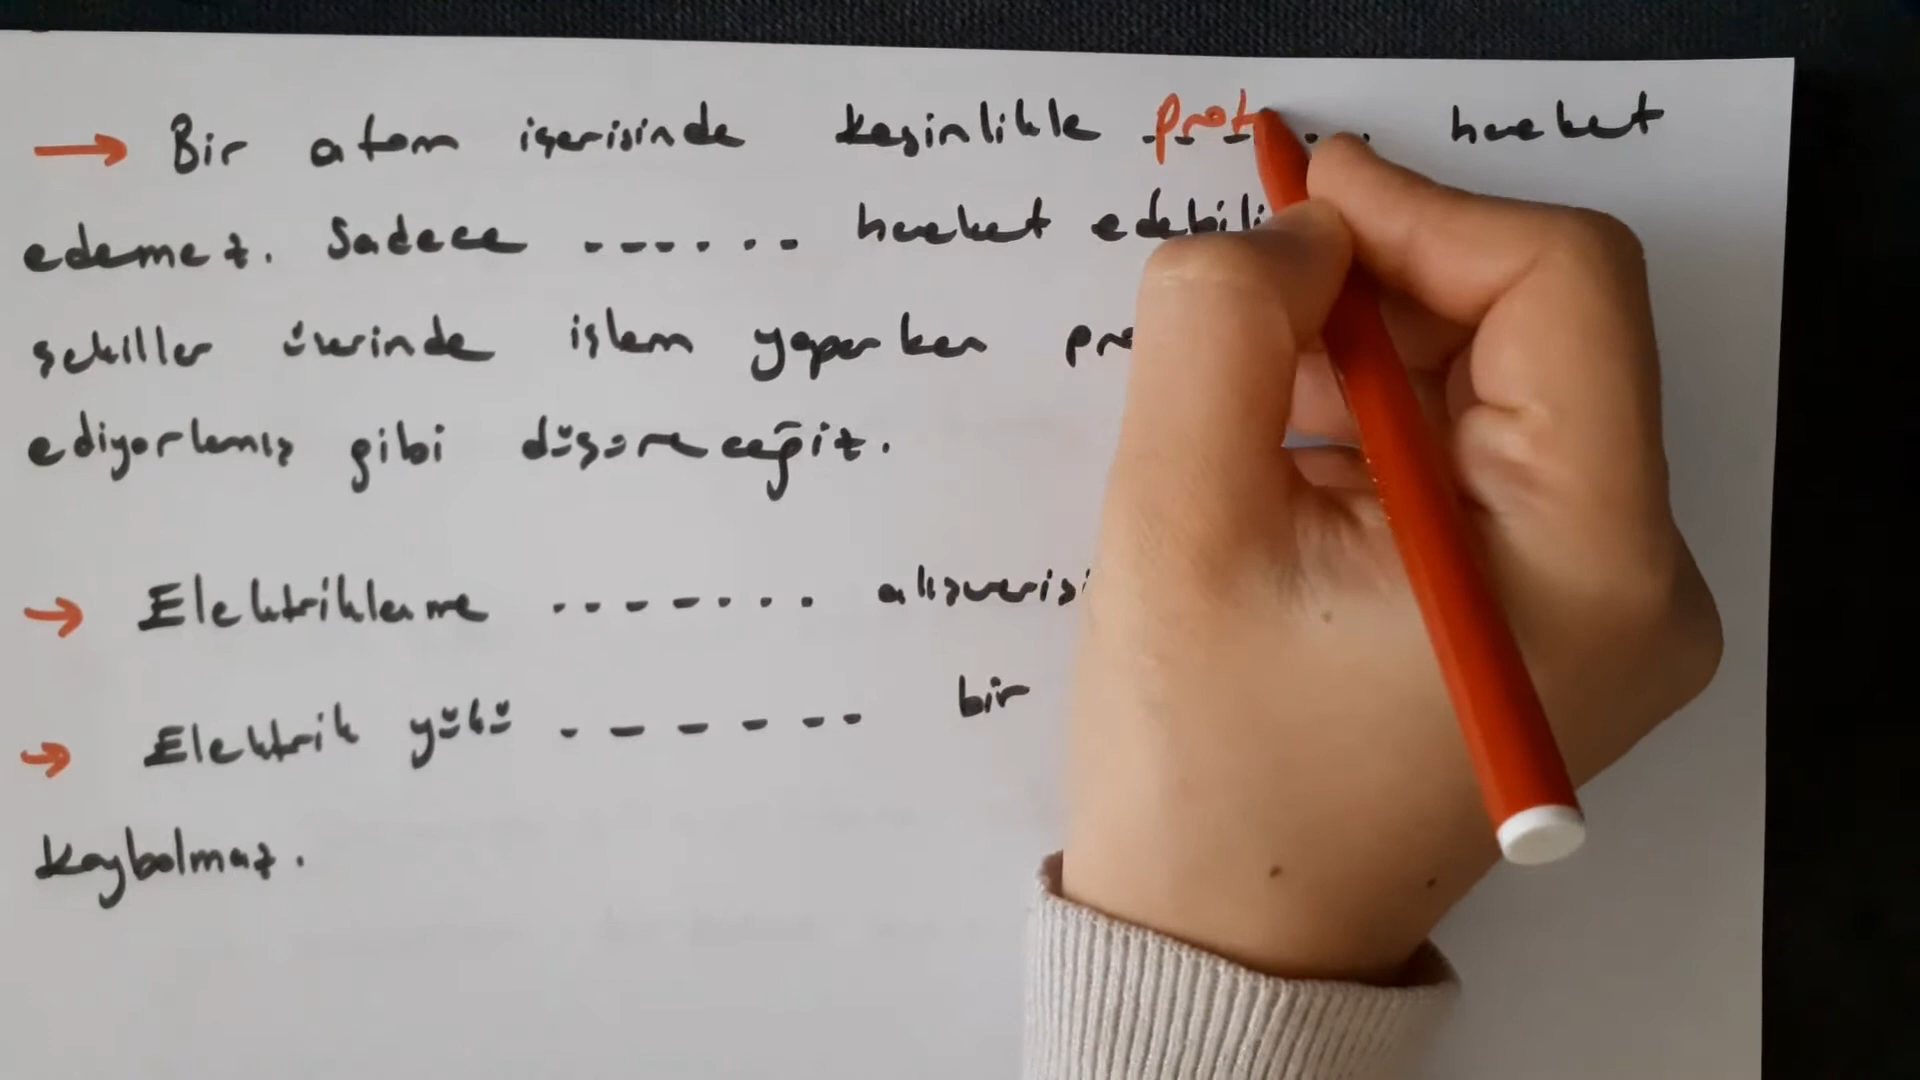 → Bir atom içerisinde kesinlikle prot... hareket
edemez. Sadece ....... hareket edebili
şekiller üzerinde işlem yaparken pro
ediyorlarmış gibi düşüneceğiz.
→ Elektriklenme ........ alışverişi
→ Elektrik yükü ....... bir
kaybolmaz.